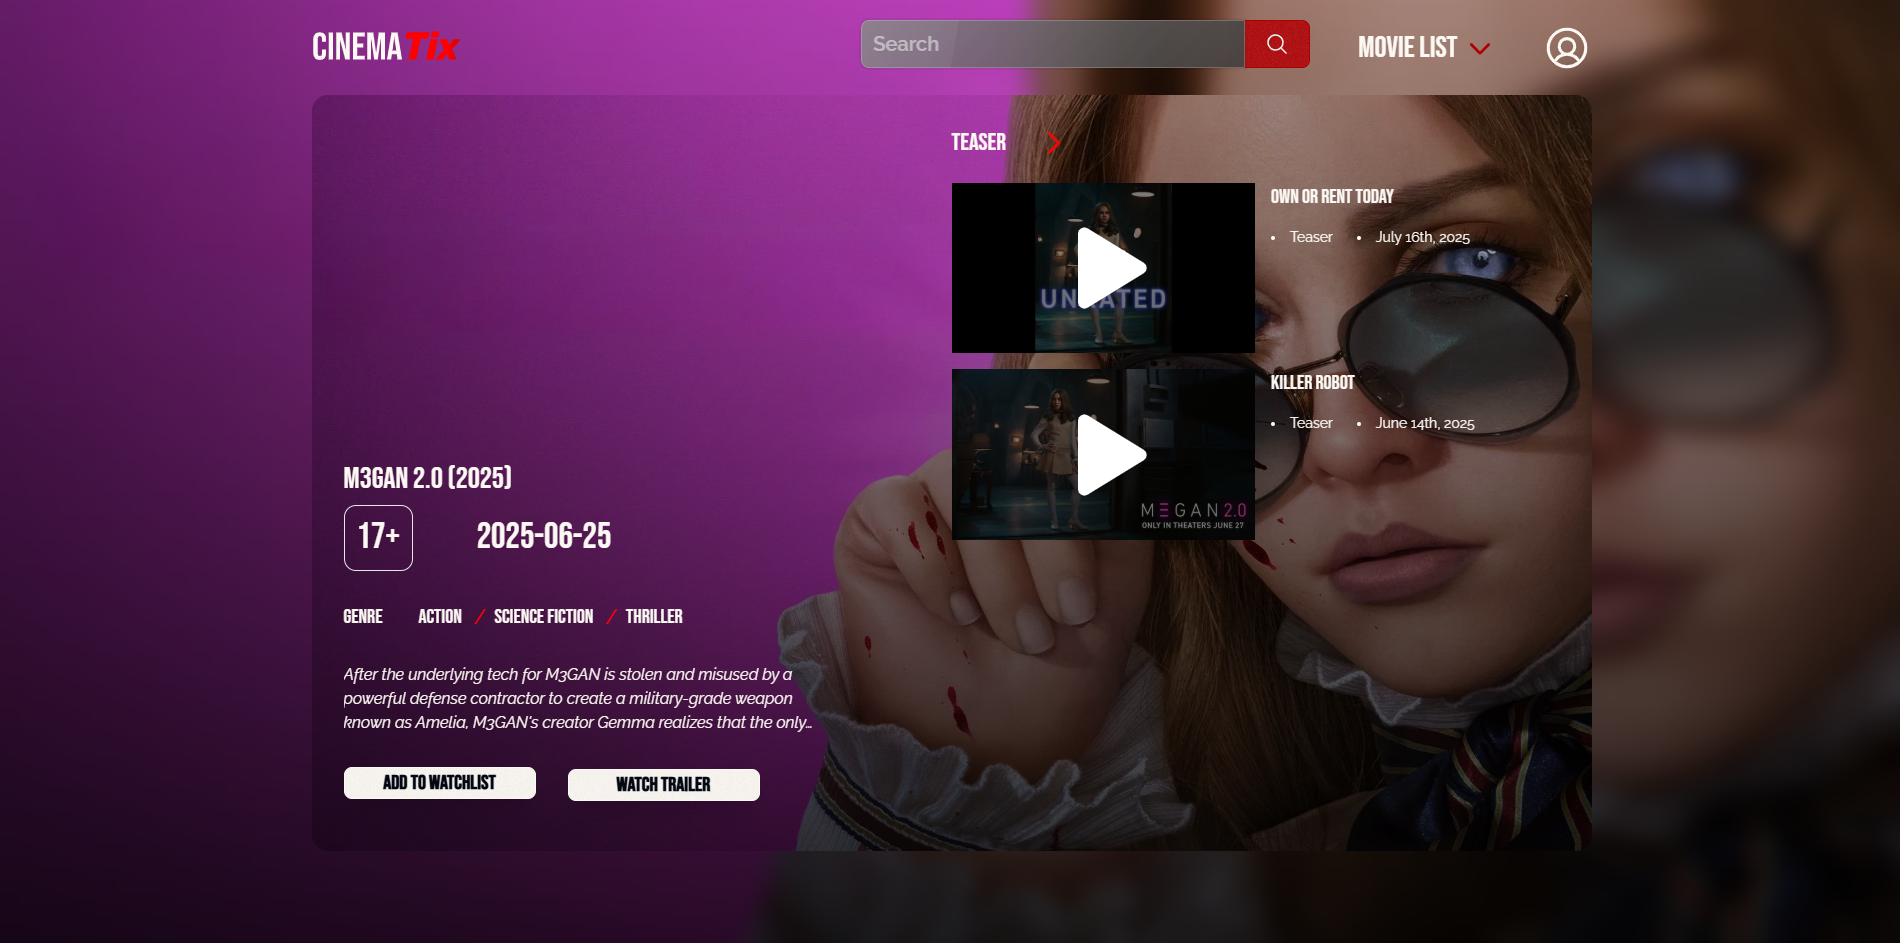 CINEMA Tix
Search
MOVIE LIST
TEASER
UNRATED
OWN OR RENT TODAY
Teaser
July 16th, 2025
MEGAN 2.0
ONLY IN THEATERS JUNE 27
KILLER ROBOT
Teaser
June 14th, 2025
M3GAN 2.0 (2025)
17+ 2025-06-25
GENRE ACTION / SCIENCE FICTION / THRILLER
After the underlying tech for M3GAN is stolen and misused by a
powerful defense contractor to create a military-grade weapon
known as Amelia, M3GAN's creator Gemma realizes that the only...
ADD TO WATCHLIST
WATCH TRAILER